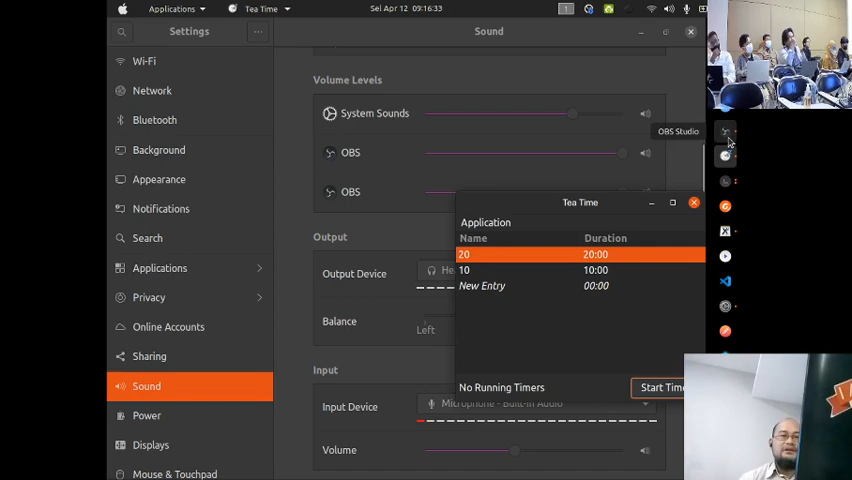 Applications
Tea Time
Sel Apr 12 09:16:33
1
Settings
Sound
Wi-Fi
Network
Bluetooth
Background
Appearance
Notifications
Search
Applications
Privacy
Online Accounts
Sharing
Sound
Power
Displays
Mouse & Touchpad
Volume Levels
System Sounds
OBS
OBS
Output
Output Device
Balance
Left
Input
Input Device
Microphone - Built-in Audio
Volume
OBS Studio
Tea Time
Application
Name Duration
20 20:00
10 10:00
New Entry 00:00
No Running Timers
Start Time